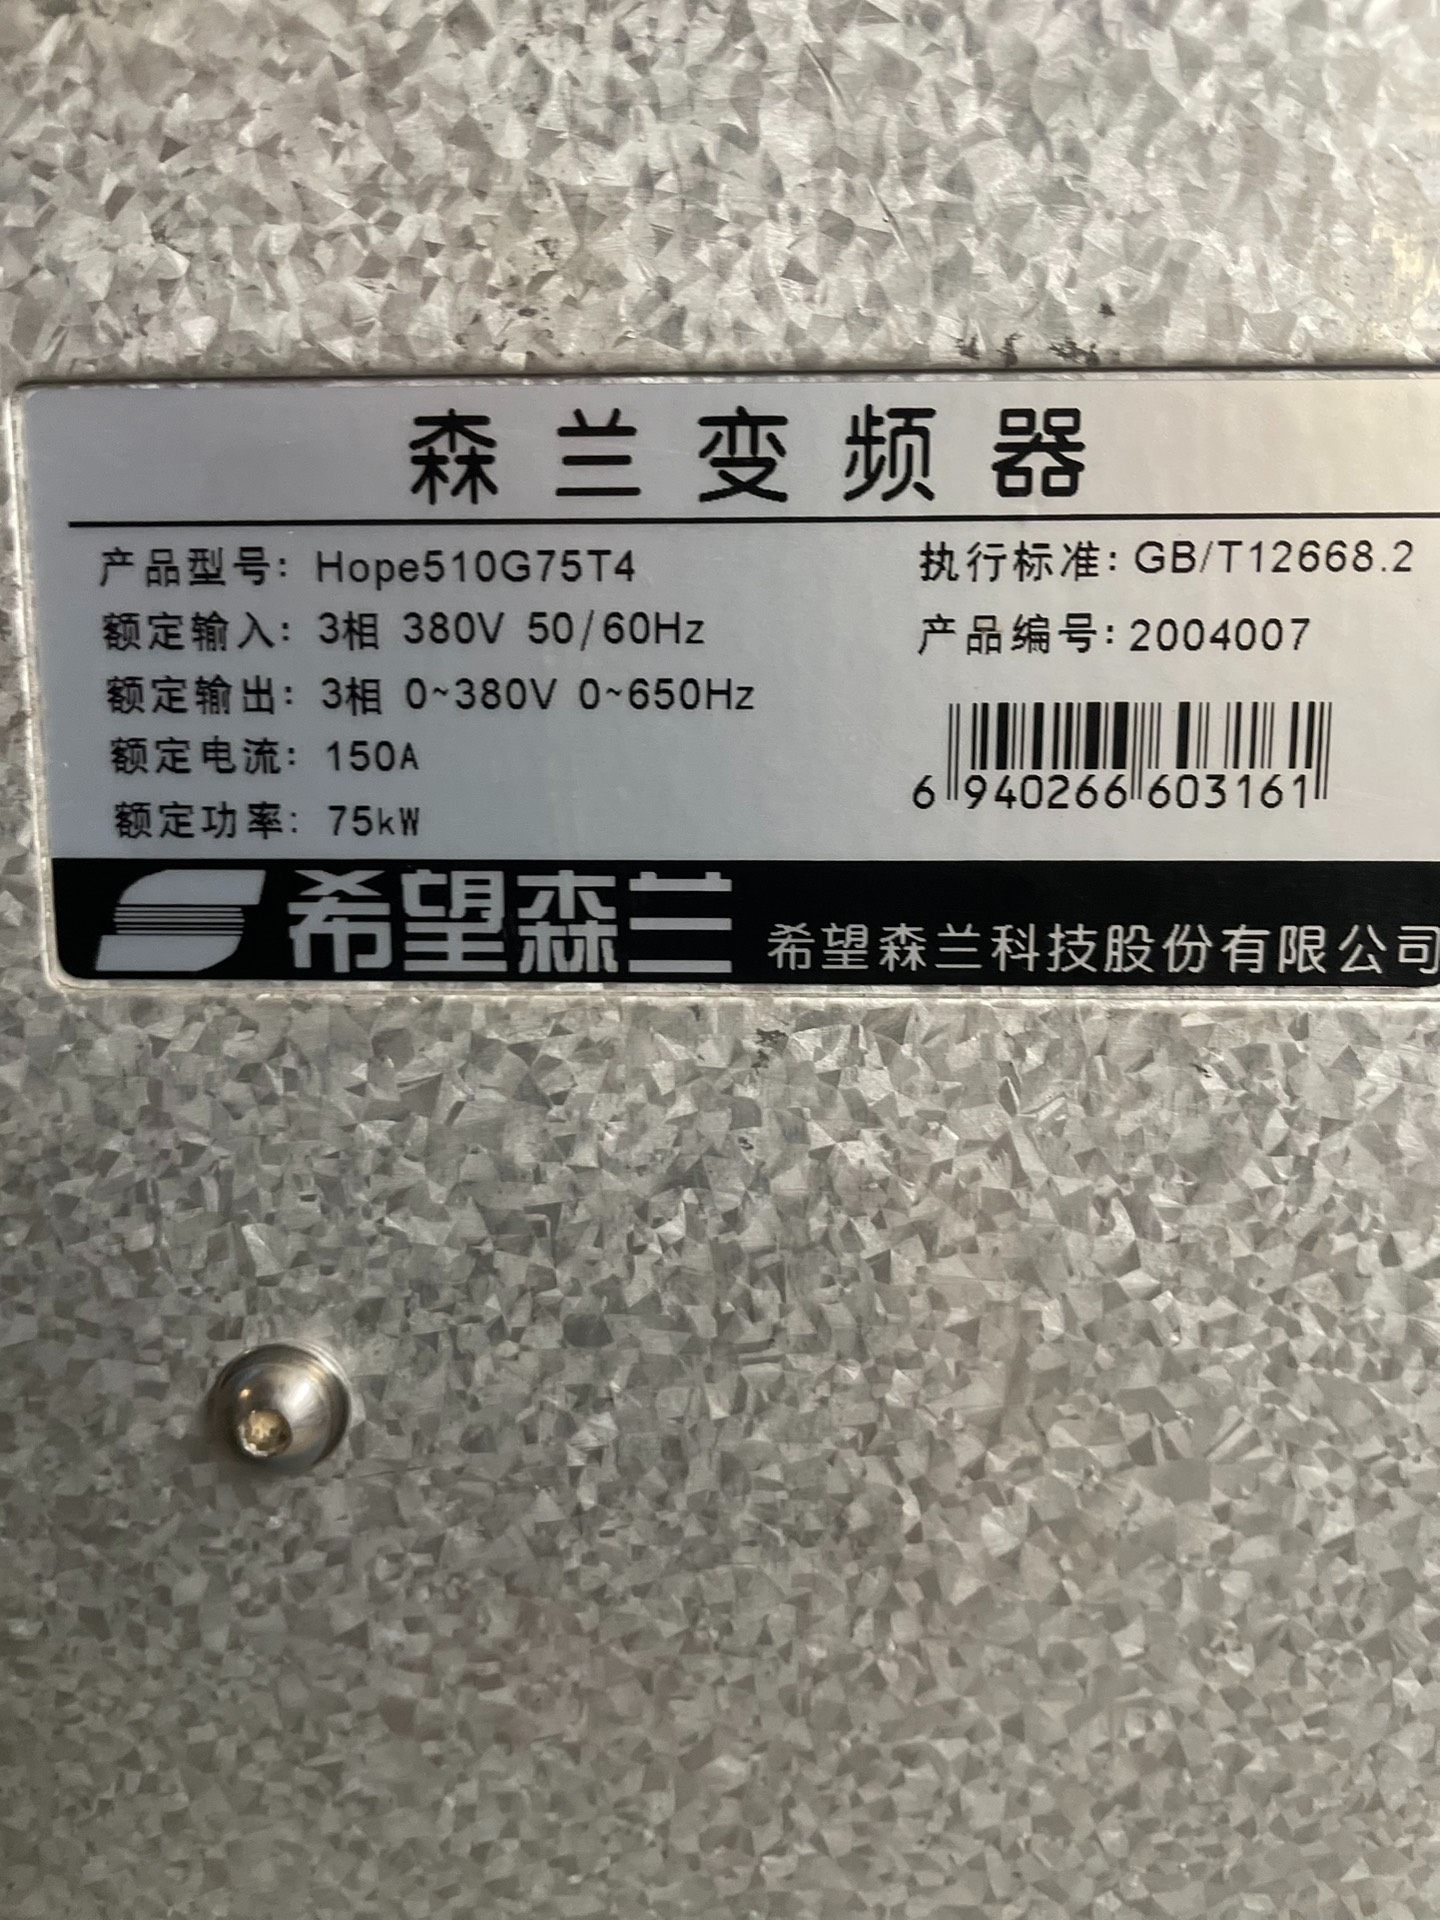 森兰变频器
产品型号: Hope510G75T4
执行标准: GB/T12668.2
额定输入: 3相 380V 50/60Hz
产品编号: 2004007
额定输出: 3相 0~380V 0~650Hz
额定电流: 150A
6 940266 603161
额定功率: 75kW
希望森兰
希望森兰科技股份有限公司